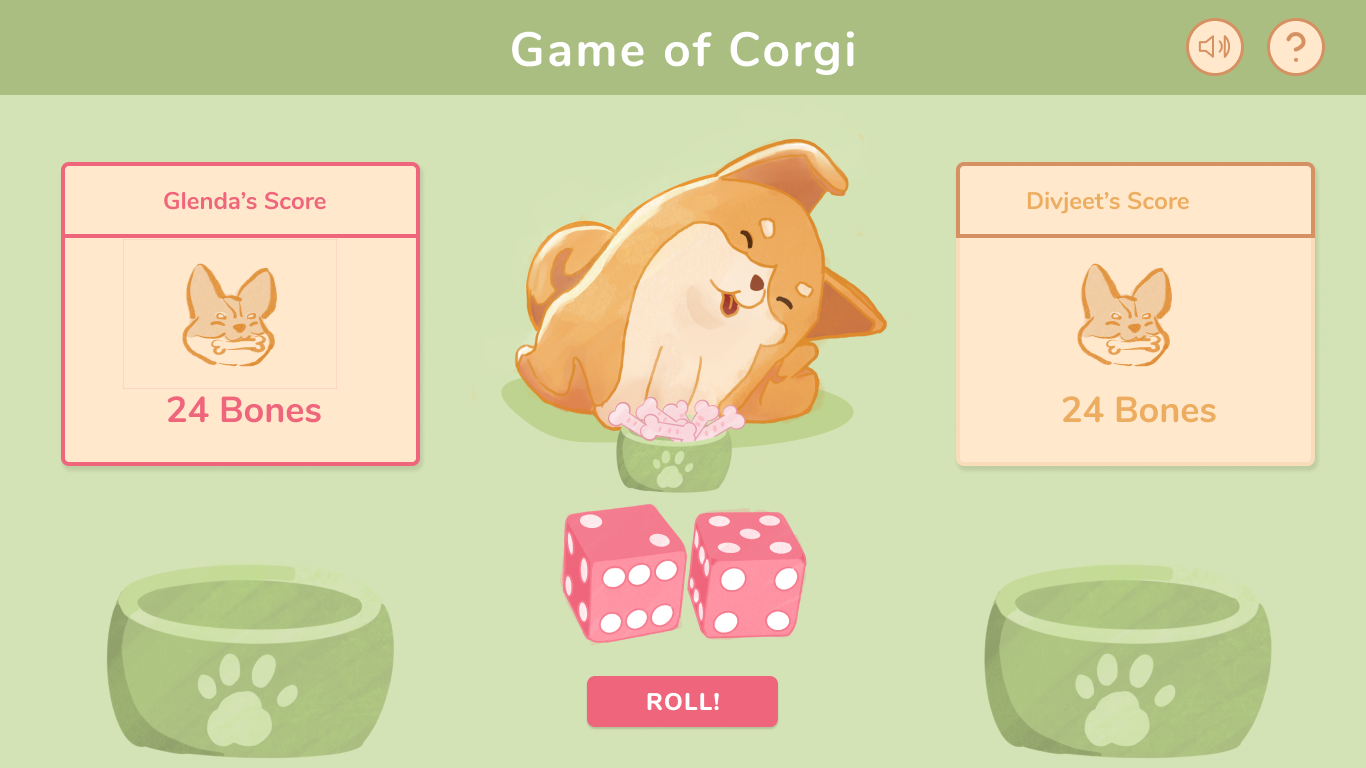 Game of Corgi
?
Glenda’s Score
24 Bones
Divjeet’s Score
24 Bones
ROLL!